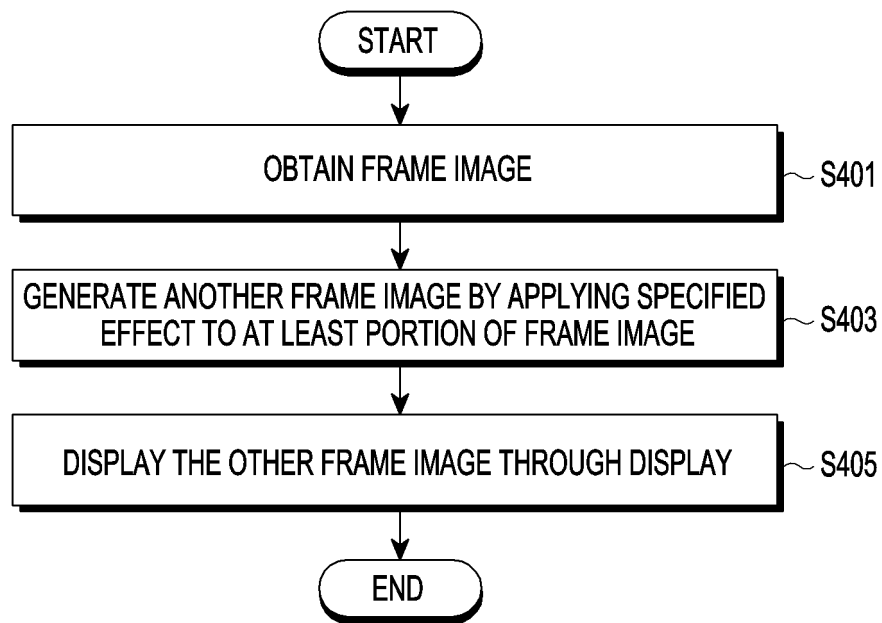 START
OBTAIN FRAME IMAGE
S401
GENERATE ANOTHER FRAME IMAGE BY APPLYING SPECIFIED
EFFECT TO AT LEAST PORTION OF FRAME IMAGE
S403
DISPLAY THE OTHER FRAME IMAGE THROUGH DISPLAY
S405
END